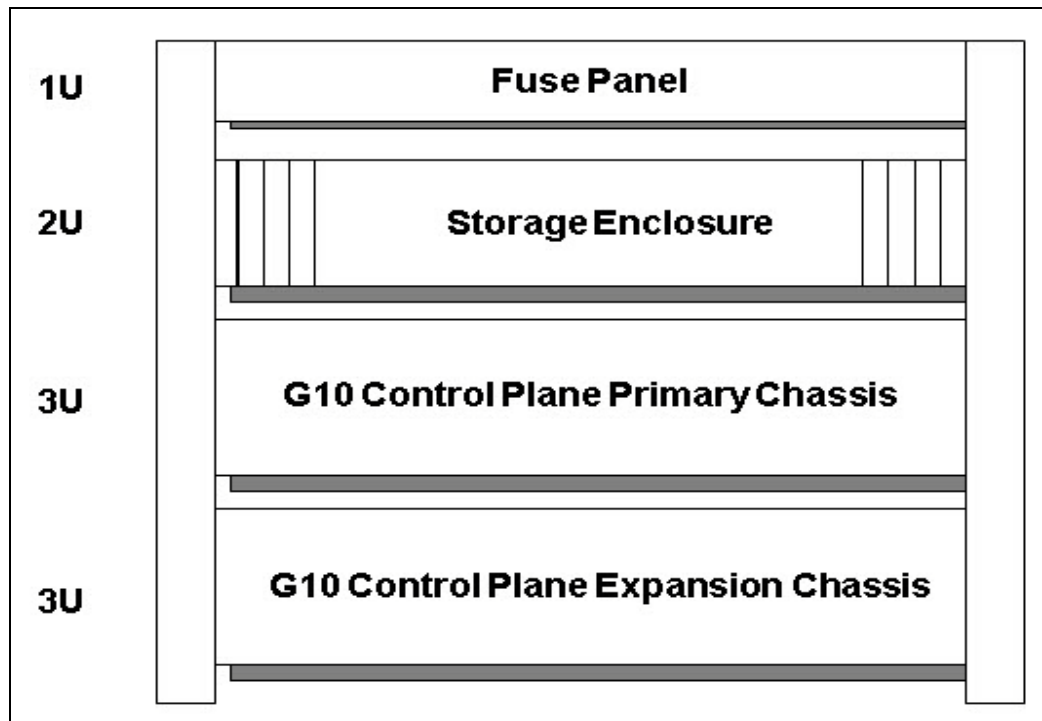 1U
Fuse Panel
2U
Storage Enclosure
3U
G10 Control Plane Primary Chassis
3U
G10 Control Plane Expansion Chassis